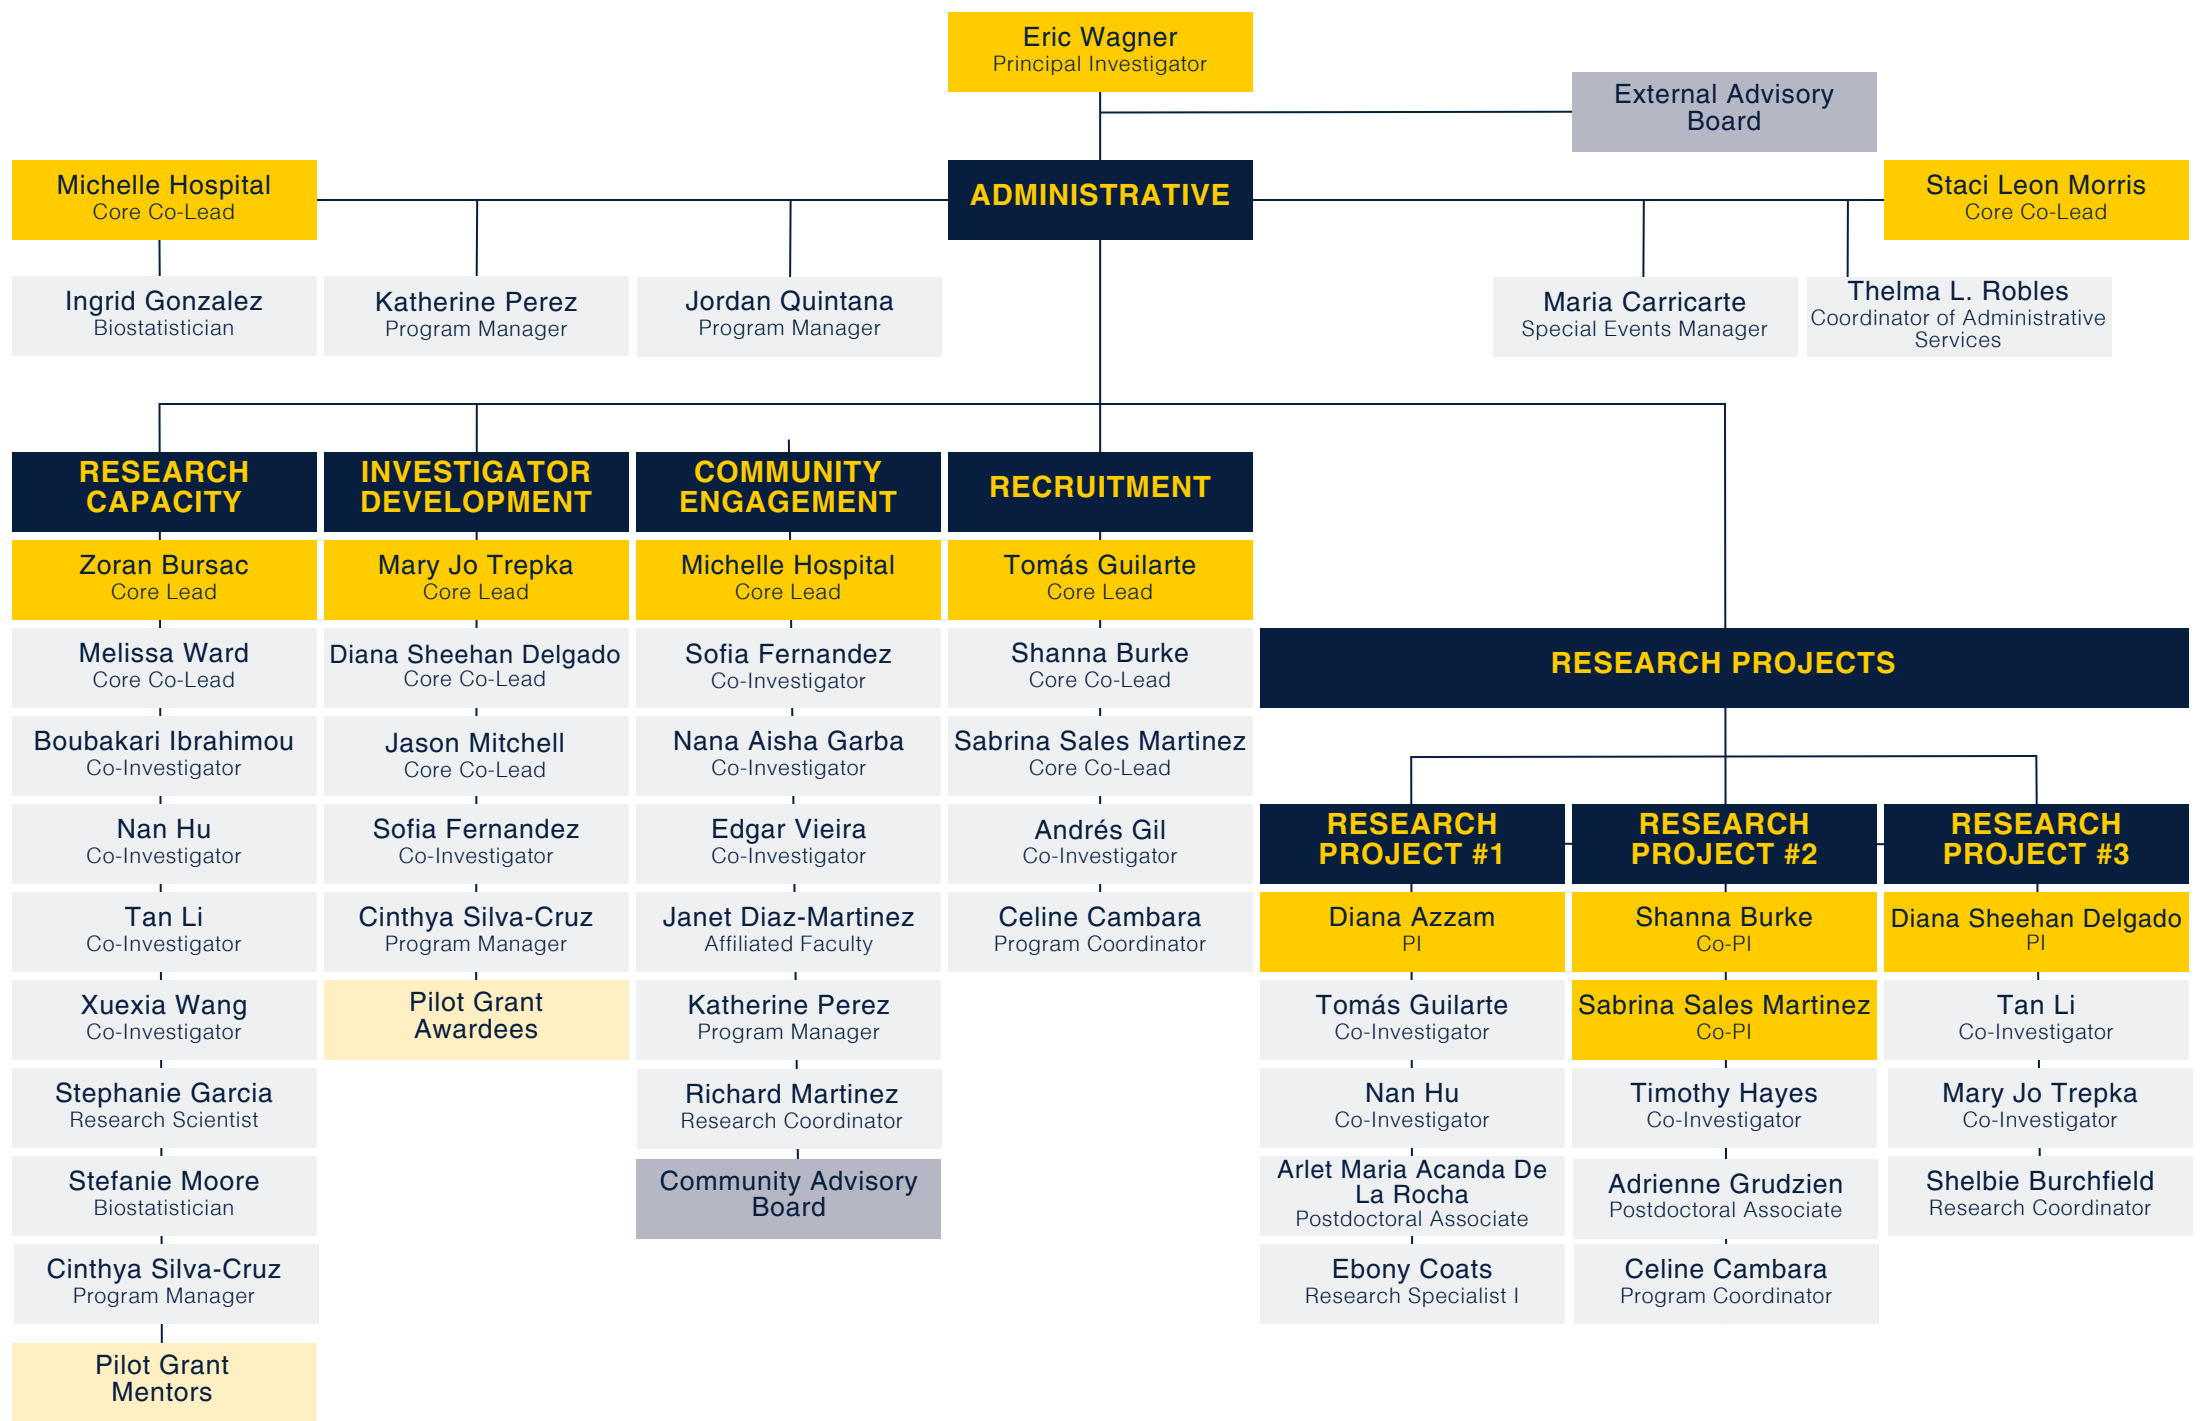 Eric Wagner
Principal Investigator
External Advisory
Board
Michelle Hospital
Core Co-Lead
ADMINISTRATIVE
Staci Leon Morris
Core Co-Lead
Ingrid Gonzalez
Biostatistician
Katherine Perez
Program Manager
Jordan Quintana
Program Manager
Maria Carricarte
Special Events Manager
Thelma L. Robles
Coordinator of Administrative
Services
RESEARCH
CAPACITY
Zoran Bursac
Core Lead
Melissa Ward
Core Co-Lead
Boubakari Ibrahimou
Co-Investigator
Nan Hu
Co-Investigator
Tan Li
Co-Investigator
Xuexia Wang
Co-Investigator
Stephanie Garcia
Research Scientist
Stefanie Moore
Biostatistician
Cinthya Silva-Cruz
Program Manager
Pilot Grant
Mentors
INVESTIGATOR
DEVELOPMENT
Mary Jo Trepka
Core Lead
Diana Sheehan Delgado
Core Co-Lead
Jason Mitchell
Core Co-Lead
Sofia Fernandez
Co-Investigator
Cinthya Silva-Cruz
Program Manager
Pilot Grant
Awardees
COMMUNITY
ENGAGEMENT
Michelle Hospital
Core Lead
Sofia Fernandez
Co-Investigator
Nana Aisha Garba
Co-Investigator
Edgar Vieira
Co-Investigator
Janet Diaz-Martinez
Affiliated Faculty
Katherine Perez
Program Manager
Richard Martinez
Research Coordinator
Community Advisory
Board
RECRUITMENT
Tomás Guilarte
Core Lead
Shanna Burke
Core Co-Lead
Sabrina Sales Martinez
Core Co-Lead
Andrés Gil
Co-Investigator
Celine Cambara
Program Coordinator
RESEARCH PROJECTS
RESEARCH
PROJECT #1
Diana Azzam
PI
Tomás Guilarte
Co-Investigator
Nan Hu
Co-Investigator
Arlet Maria Acanda De
La Rocha
Postdoctoral Associate
Ebony Coats
Research Specialist I
RESEARCH
PROJECT #2
Shanna Burke
Co-PI
Sabrina Sales Martinez
Co-PI
Timothy Hayes
Co-Investigator
Adrienne Grudzien
Postdoctoral Associate
Celine Cambara
Program Coordinator
RESEARCH
PROJECT #3
Diana Sheehan Delgado
PI
Tan Li
Co-Investigator
Mary Jo Trepka
Co-Investigator
Shelbie Burchfield
Research Coordinator